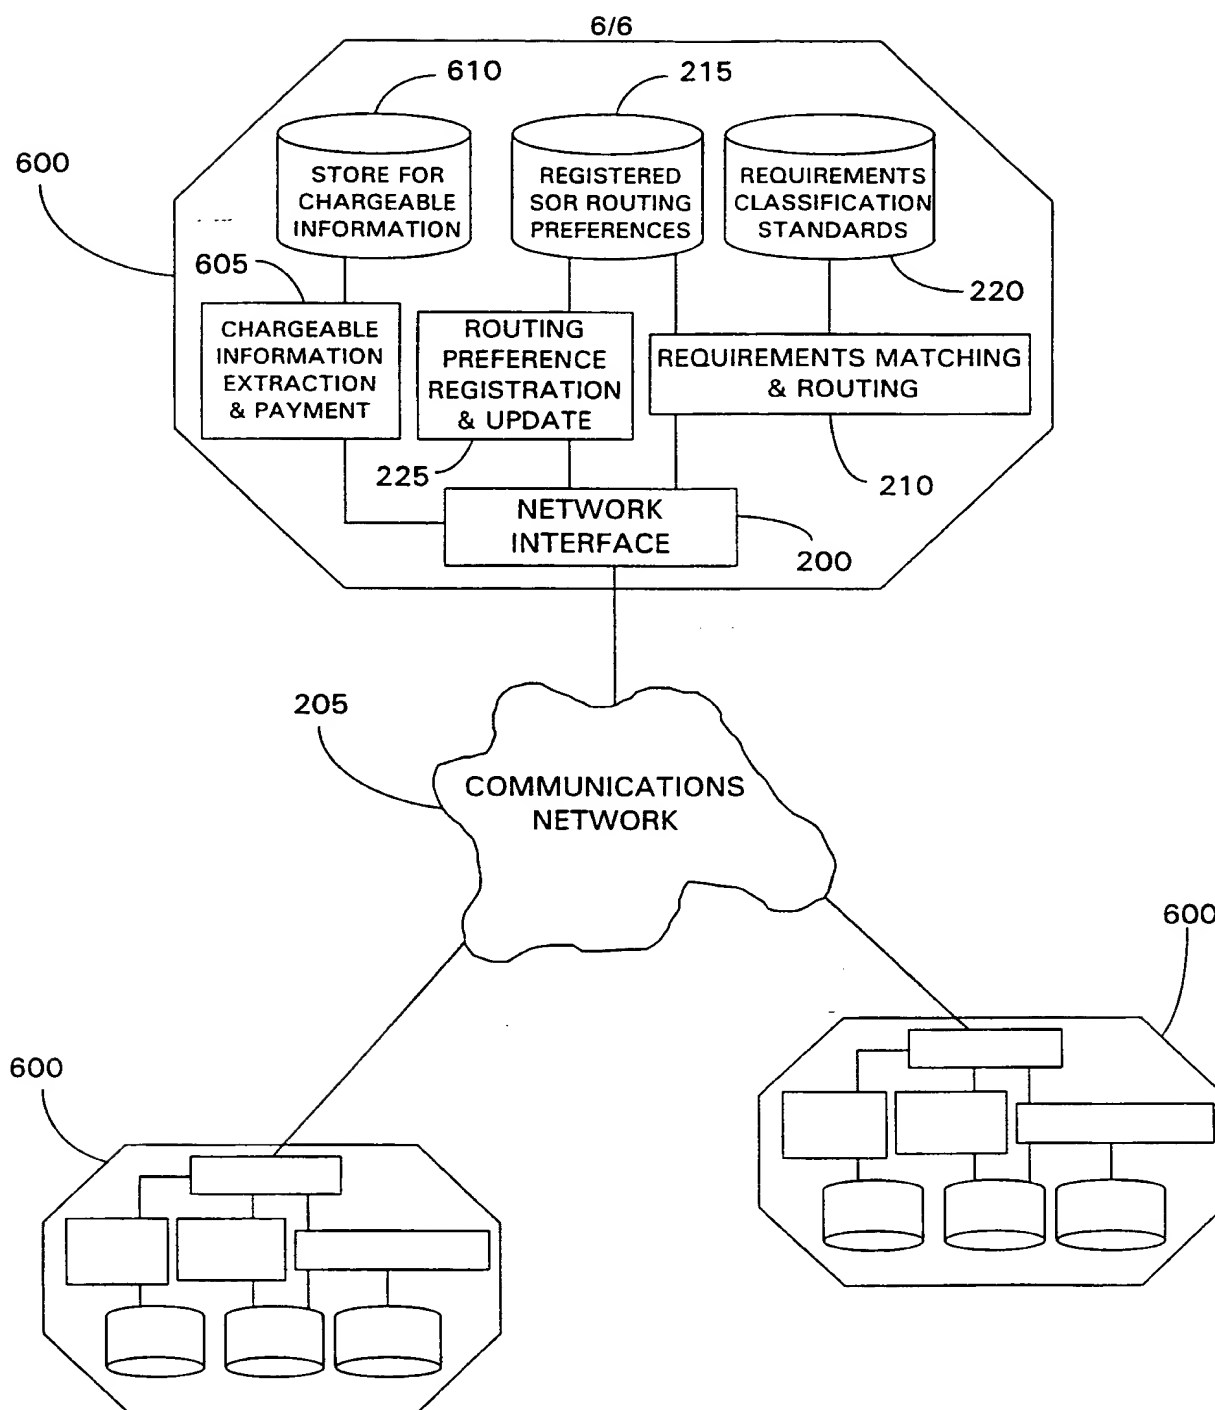 6/6
610
215
600
STORE FOR
CHARGEABLE
INFORMATION
REGISTERED
SOR ROUTING
PREFERENCES
REQUIREMENTS
CLASSIFICATION
STANDARDS
605
220
CHARGEABLE
INFORMATION
EXTRACTION
& PAYMENT
ROUTING
PREFERENCE
REGISTRATION
& UPDATE
REQUIREMENTS MATCHING
& ROUTING
225
210
NETWORK
INTERFACE
200
205
COMMUNICATIONS
NETWORK
600
600